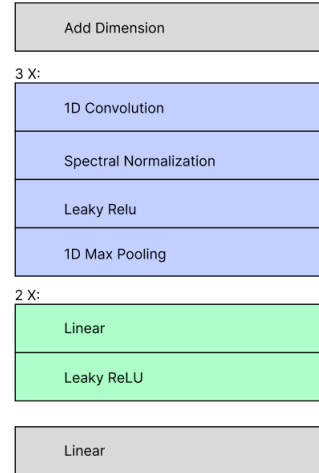 Add Dimension
3 X:
1D Convolution
Spectral Normalization
Leaky Relu
1D Max Pooling
2 X:
Linear
Leaky ReLU
Linear